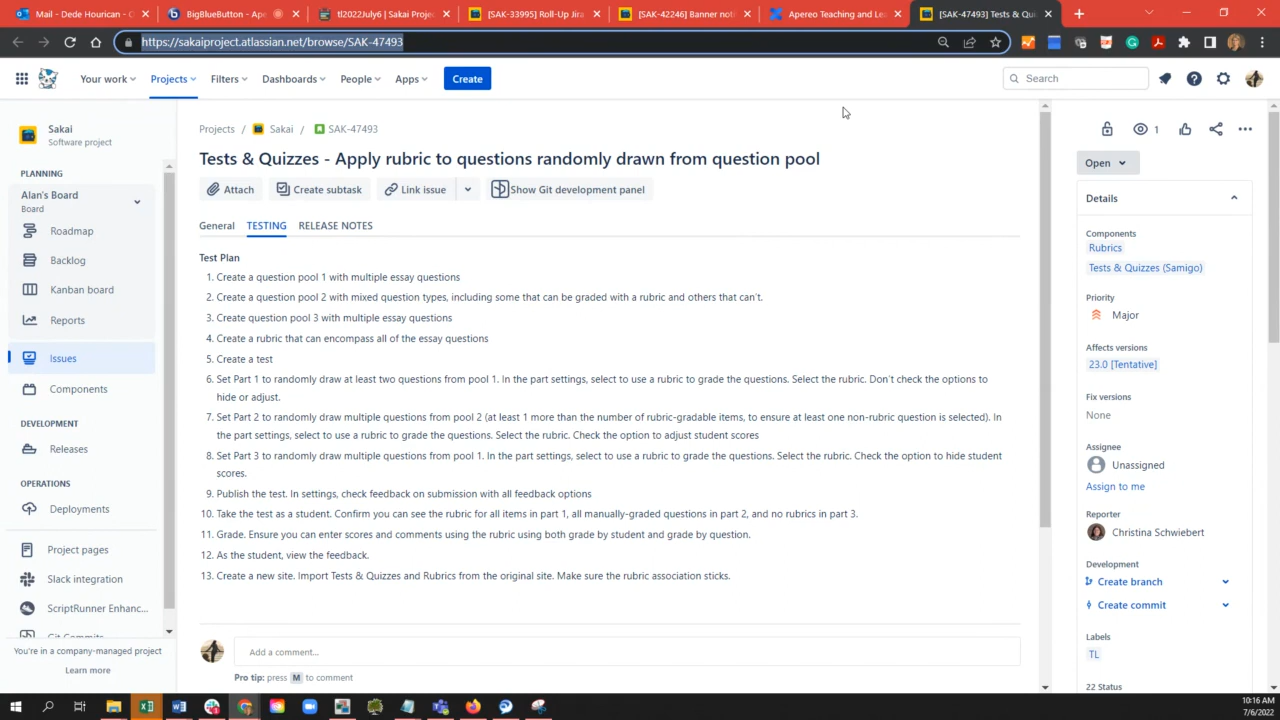 Inbox (4,022) - Dede Hourican - C
BigBlueButton - Ape
tl2022July6 | Sakai Project
[SAK-33995] Roll-Up Jira
[SAK-42246] Banner noti
Apereo Teaching and Le
[SAK-47493] Tests & Qui
https://sakaiproject.atlassian.net/browse/SAK-47493
Your work
Projects
Filters
Dashboards
People
Apps
Create
Search
Sakai
Software project
PLANNING
Alan's Board
Board
Roadmap
Backlog
Kanban board
Reports
Issues
Components
DEVELOPMENT
Releases
OPERATIONS
Deployments
Project pages
Slack integration
ScriptRunner Enhanc...
Git Commits
You're in a company-managed project
Learn more
Projects / Sakai / SAK-47493
Tests & Quizzes - Apply rubric to questions randomly drawn from question pool
Attach
Create subtask
Link issue
Show Git development panel
General
TESTING
RELEASE NOTES
Test Plan
1. Create a question pool 1 with multiple essay questions
2. Create a question pool 2 with mixed question types, including some that can be graded with a rubric and others that can't.
3. Create question pool 3 with multiple essay questions
4. Create a rubric that can encompass all of the essay questions
5. Create a test
6. Set Part 1 to randomly draw at least two questions from pool 1. In the part settings, select to use a rubric to grade the questions. Select the rubric. Don't check the options to
hide or adjust.
7. Set Part 2 to randomly draw multiple questions from pool 2 (at least 1 more than the number of rubric-gradable items, to ensure at least one non-rubric question is selected). In
the part settings, select to use a rubric to grade the questions. Select the rubric. Check the option to adjust student scores
8. Set Part 3 to randomly draw multiple questions from pool 1. In the part settings, select to use a rubric to grade the questions. Select the rubric. Check the option to hide student
scores.
9. Publish the test. In settings, check feedback on submission with all feedback options
10. Take the test as a student. Confirm you can see the rubric for all items in part 1, all manually-graded questions in part 2, and no rubrics in part 3.
11. Grade. Ensure you can enter scores and comments using the rubric using both grade by student and grade by question.
12. As the student, view the feedback.
13. Create a new site. Import Tests & Quizzes and Rubrics from the original site. Make sure the rubric association sticks.
Add a comment...
Pro tip: press M to comment
1
Open
Details
Components
Rubrics
Tests & Quizzes (Samigo)
Priority
Major
Affects versions
23.0 [Tentative]
Fix versions
None
Assignee
Unassigned
Assign to me
Reporter
Christina Schwiebert
Development
Create branch
Create commit
Labels
TL
22 Status
10:16 AM
7/6/2022